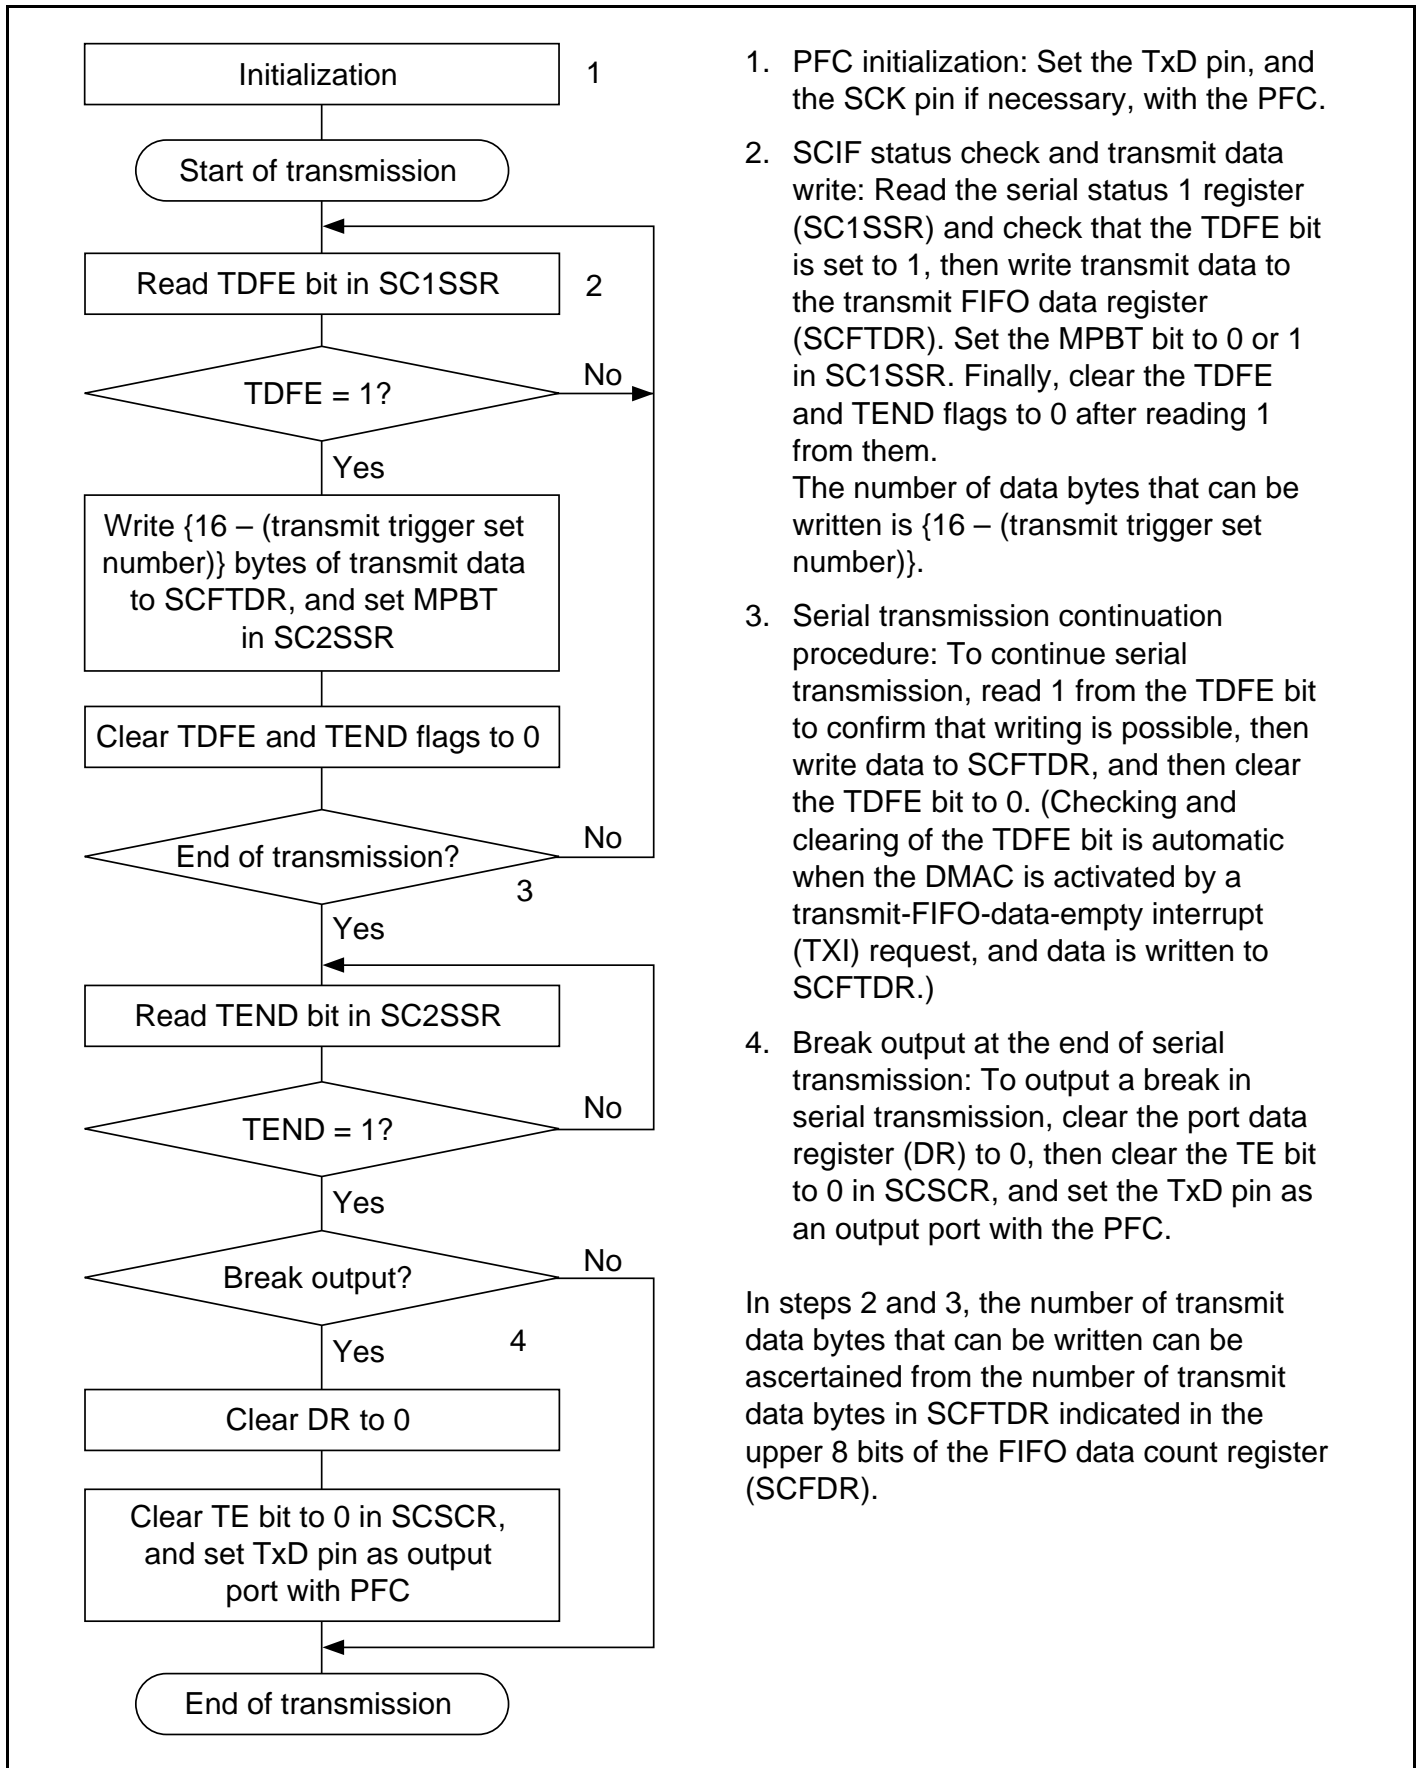 Initialization
1
Start of transmission
Read TDFE bit in SC1SSR
2
TDFE = 1?
No
Yes
Write {16 – (transmit trigger set
number)} bytes of transmit data
to SCFTDR, and set MPBT
in SC2SSR
Clear TDFE and TEND flags to 0
End of transmission?
No
3
Yes
Read TEND bit in SC2SSR
TEND = 1?
No
Yes
Break output?
No
4
Yes
Clear DR to 0
Clear TE bit to 0 in SCSCR,
and set TxD pin as output
port with PFC
End of transmission
1. PFC initialization: Set the TxD pin, and
the SCK pin if necessary, with the PFC.
2. SCIF status check and transmit data
write: Read the serial status 1 register
(SC1SSR) and check that the TDFE bit
is set to 1, then write transmit data to
the transmit FIFO data register
(SCFTDR). Set the MPBT bit to 0 or 1
in SC1SSR. Finally, clear the TDFE
and TEND flags to 0 after reading 1
from them.
The number of data bytes that can be
written is {16 – (transmit trigger set
number)}.
3. Serial transmission continuation
procedure: To continue serial
transmission, read 1 from the TDFE bit
to confirm that writing is possible, then
write data to SCFTDR, and then clear
the TDFE bit to 0. (Checking and
clearing of the TDFE bit is automatic
when the DMAC is activated by a
transmit-FIFO-data-empty interrupt
(TXI) request, and data is written to
SCFTDR.)
4. Break output at the end of serial
transmission: To output a break in
serial transmission, clear the port data
register (DR) to 0, then clear the TE bit
to 0 in SCSCR, and set the TxD pin as
an output port with the PFC.
In steps 2 and 3, the number of transmit
data bytes that can be written can be
ascertained from the number of transmit
data bytes in SCFTDR indicated in the
upper 8 bits of the FIFO data count register
(SCFDR).